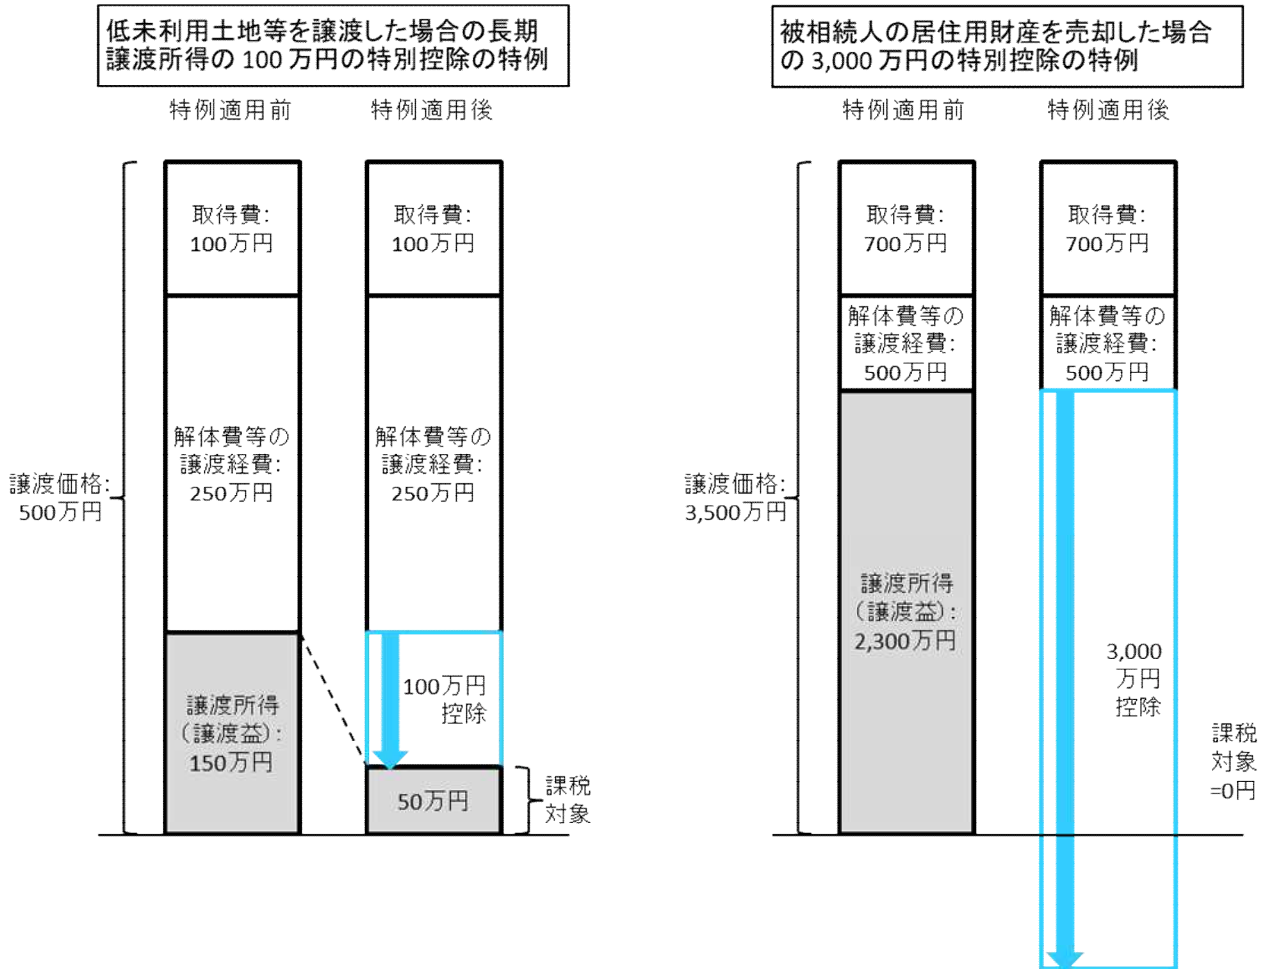 低未利用土地等を譲渡した場合の長期
譲渡所得の 100 万円の特別控除の特例
特例適用前
特例適用後
取得費:
100万円
取得費:
100万円
解体費等の
譲渡経費:
250万円
解体費等の
譲渡経費:
250万円
譲渡価格:
500万円
譲渡所得
(譲渡益):
150万円
100万円
控除
50万円
課税
対象
被相続人の居住用財産を売却した場合
の 3,000 万円の特別控除の特例
特例適用前
特例適用後
取得費:
700万円
取得費:
700万円
解体費等の
譲渡経費:
500万円
解体費等の
譲渡経費:
500万円
譲渡価格:
3,500万円
譲渡所得
(譲渡益):
2,300万円
3,000
万円
控除
課税
対象
=0円